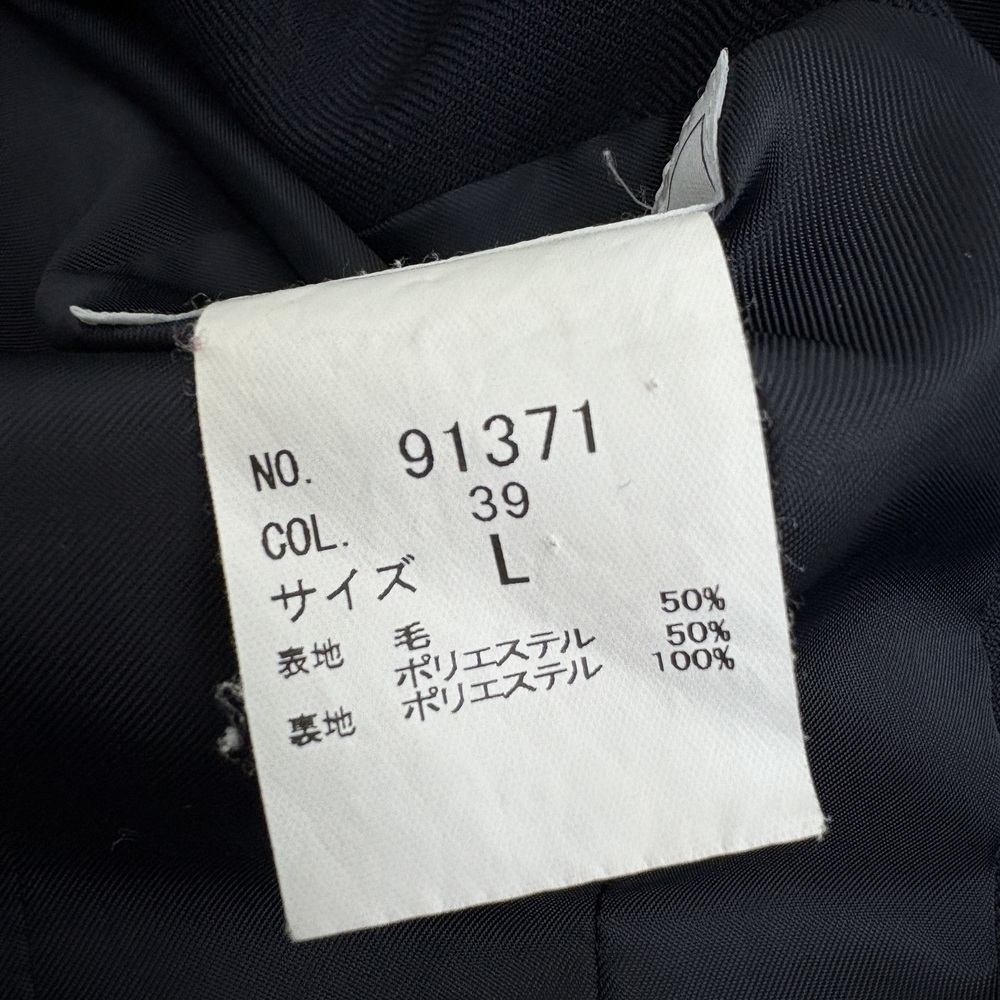 NO. 91371
COL. 39
サイズ L
表地 毛 50%
ポリエステル 50%
裏地 ポリエステル 100%